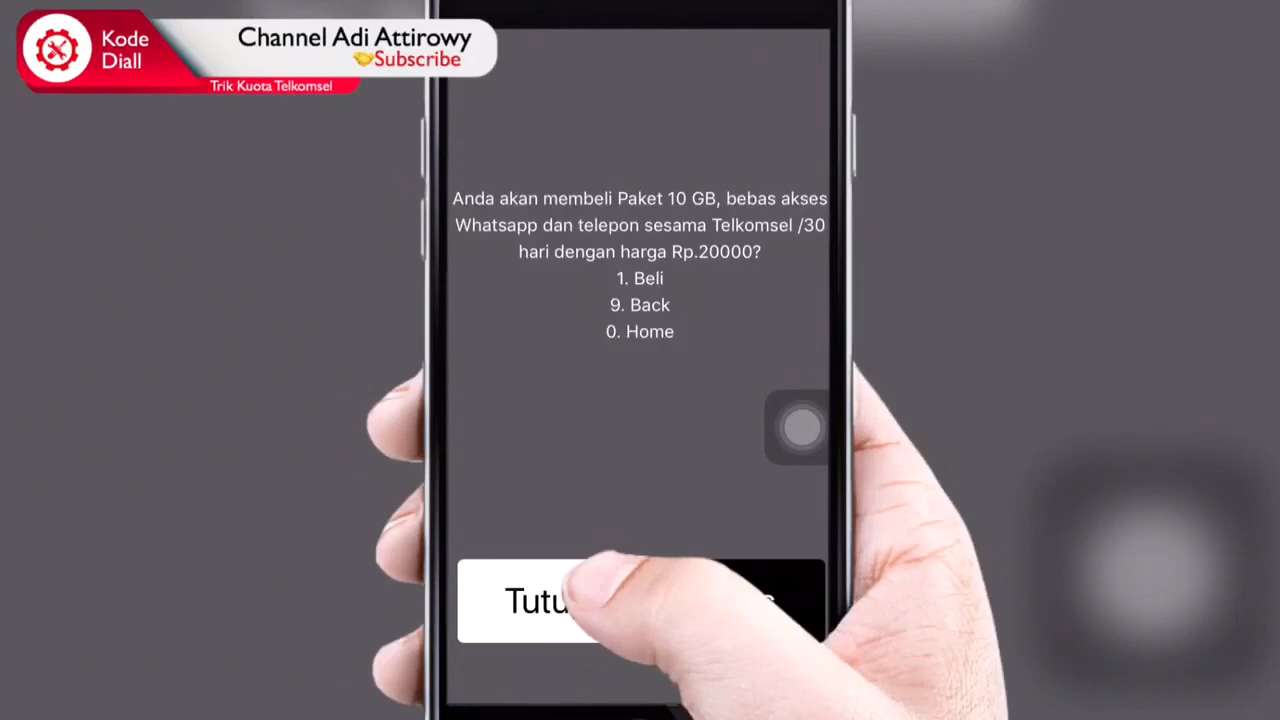 Kode
Diall
Channel Adi Attirowy
Subscribe
Trik Kuota Telkomsel
Anda akan membeli Paket 10 GB, bebas akses
Whatsapp dan telepon sesama Telkomsel /30
hari dengan harga Rp.20000?
1. Beli
9. Back
0. Home